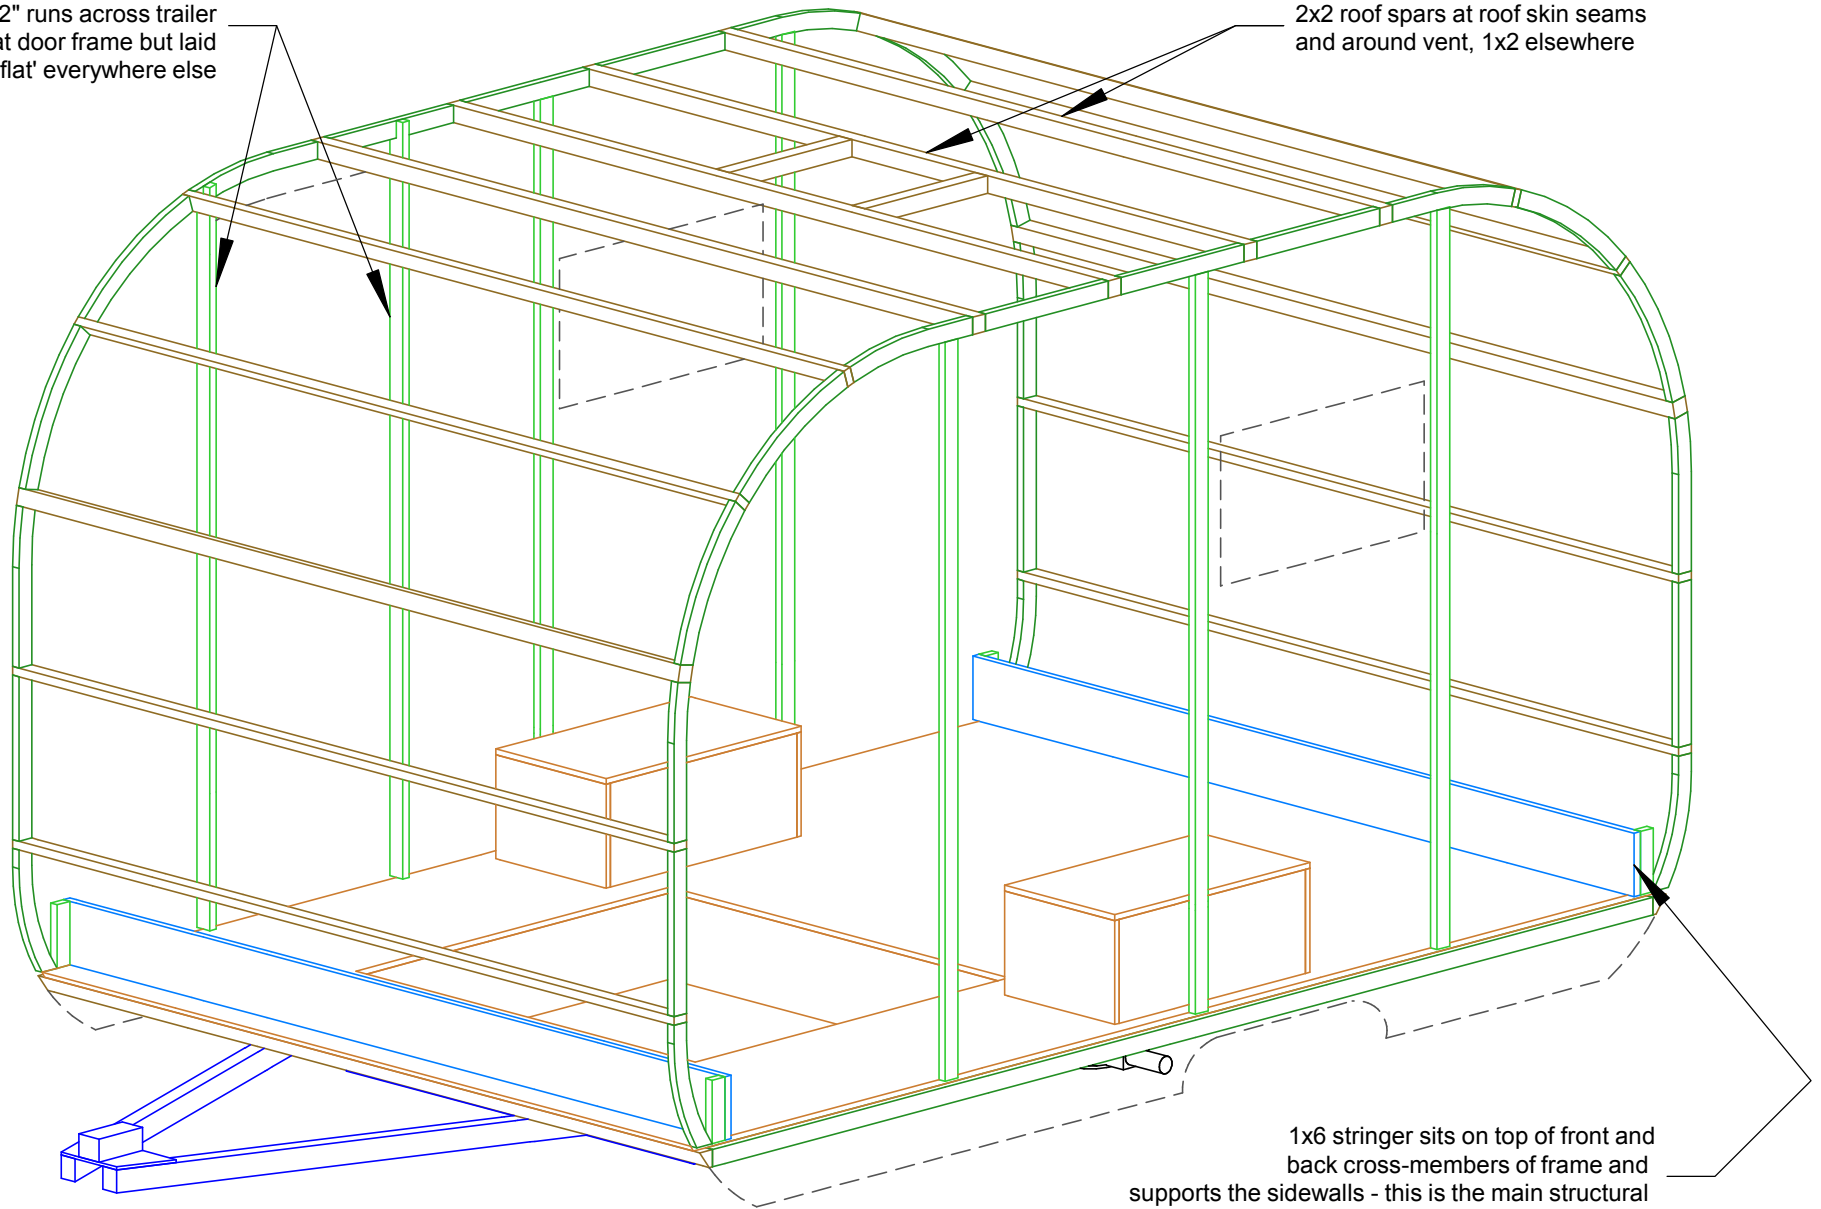 2" runs across trailer
at door frame but laid
flat' everywhere else
2x2 roof spars at roof skin seams
and around vent, 1x2 elsewhere
1x6 stringer sits on top of front and
back cross-members of frame and
supports the sidewalls - this is the main structural